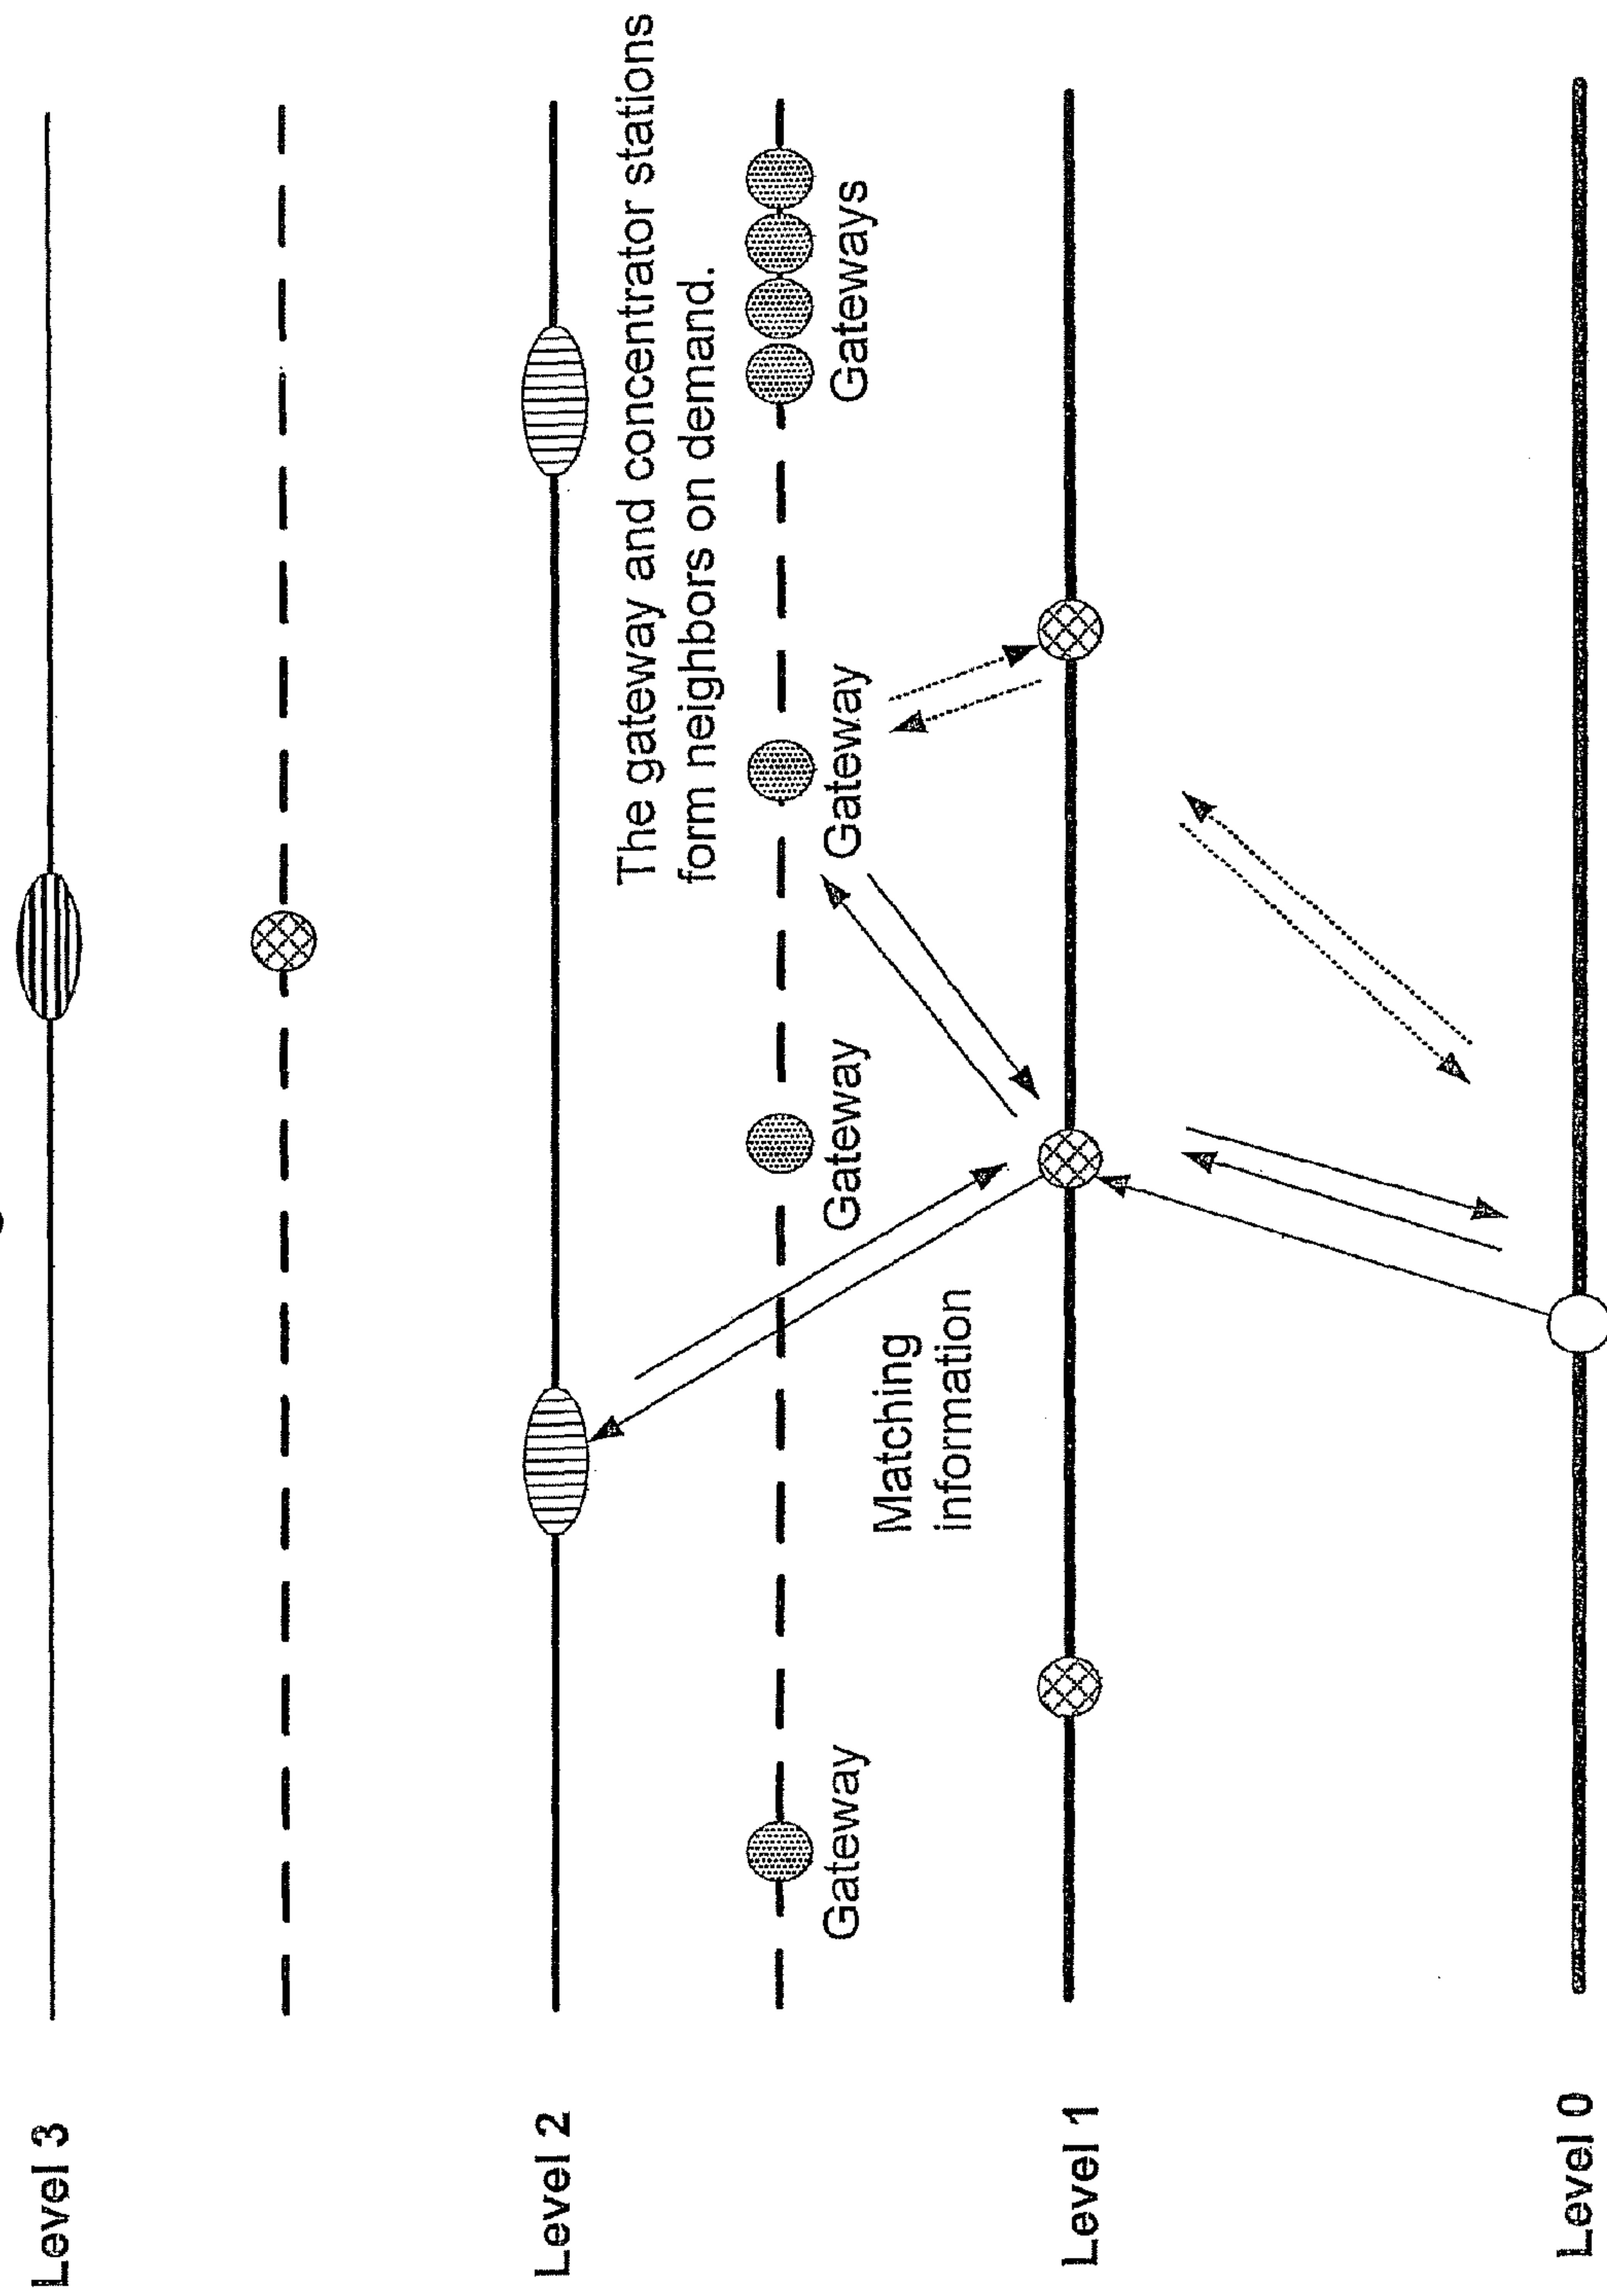 Level 3
Level 2
The gateway and concentrator stations
form neighbors on demand.
Gateway
Gateway
Gateway
Gateways
Matching
information
Level 1
Level 0